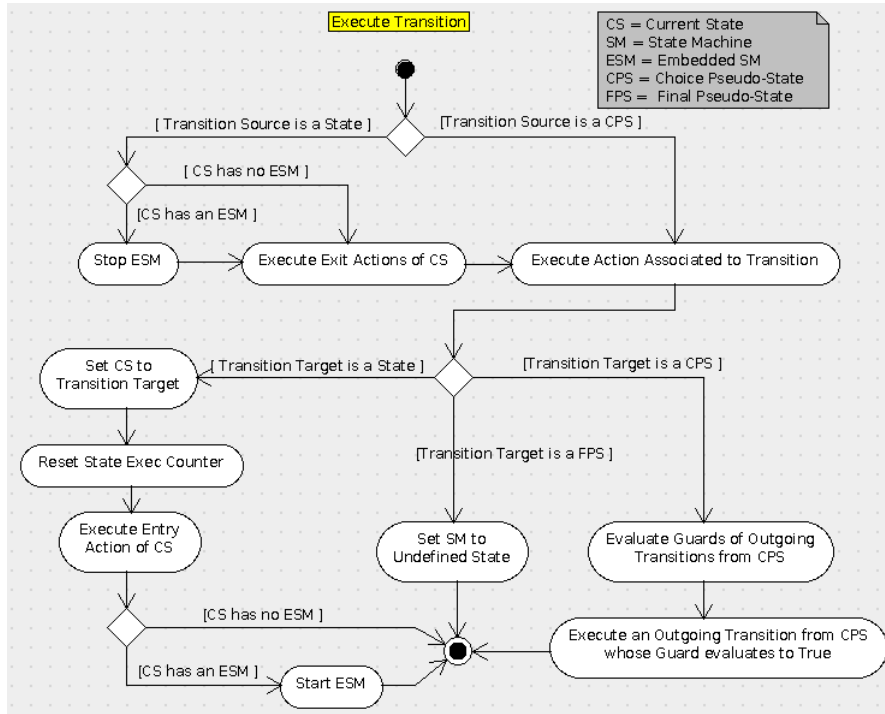 Execute Transition
CS = Current State
SM = State Machine
ESM = Embedded SM
CPS = Choice Pseudo-State
FPS = Final Pseudo-State
[ Transition Source is a State ]
[Transition Source is a CPS ]
[ CS has no ESM ]
[CS has an ESM ]
Stop ESM
Execute Exit Actions of CS
Execute Action Associated to Transition
Set CS to
Transition Target
[ Transition Target is a State ]
[Transition Target is a CPS ]
Reset State Exec Counter
[Transition Target is a FPS ]
Execute Entry
Action of CS
Set SM to
Undefined State
Evaluate Guards of Outgoing
Transitions from CPS
[CS has no ESM ]
[CS has an ESM ]
Start ESM
Execute an Outgoing Transition from CPS
whose Guard evaluates to True